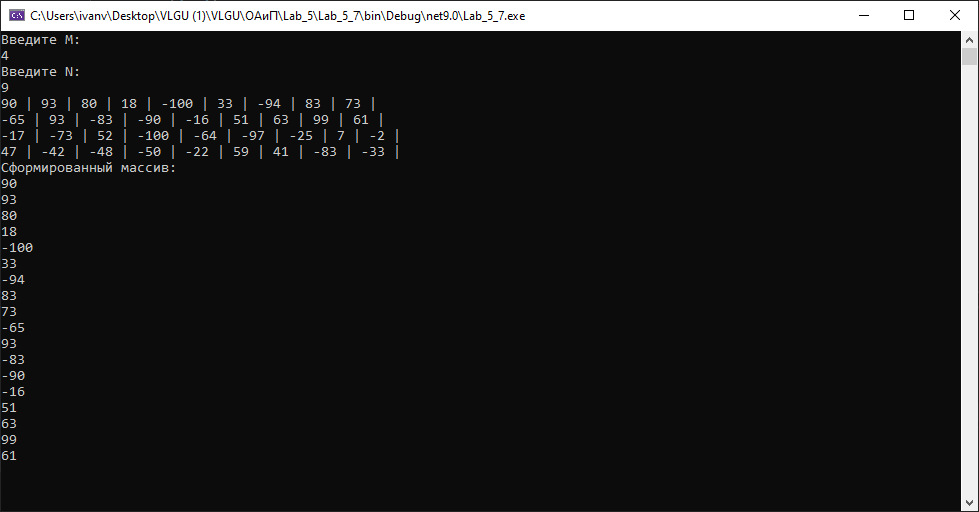 C:\Users\ivanv\Desktop\VLGU (1)\VLGU\ОАиП\Lab_5\Lab_5_7\bin\Debug\net9.0\Lab_5_7.exe
Введите M:
4
Введите N:
9
90 | 93 | 80 | 18 | -100 | 33 | -94 | 83 | 73 |
-65 | 93 | -83 | -90 | -16 | 51 | 63 | 99 | 61 |
-17 | -73 | 52 | -100 | -64 | -97 | -25 | 7 | -2 |
47 | -42 | -48 | -50 | -22 | 59 | 41 | -83 | -33 |
Сформированный массив:
90
93
80
18
-100
33
-94
83
73
-65
93
-83
-90
-16
51
63
99
61